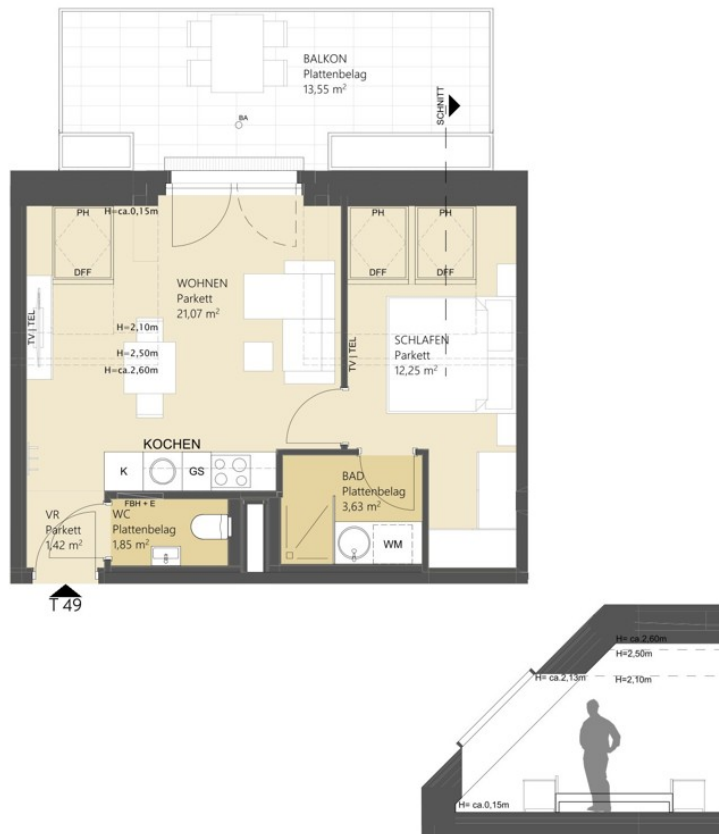 BALKON
Plattenbelag
13,55 m²
SCHNITT
BA
PH
H=ca.0,15m
DFF
PH
PH
DFF
DFF
WOHNEN
Parkett
21,07 m²
TV | TEL
H=2,10m
H=2,50m
H=ca.2,60m
TV | TEL
SCHLAFEN
Parkett
12,25 m²
KOCHEN
K
GS
FBH + E
VR
Parkett
1,42 m²
WC
Plattenbelag
1,85 m²
BAD
Plattenbelag
3,63 m²
WM
T 49
H= ca.2,60m
H=2,50m
H= ca.2,13m
H=2,10m
H= ca.0,15m